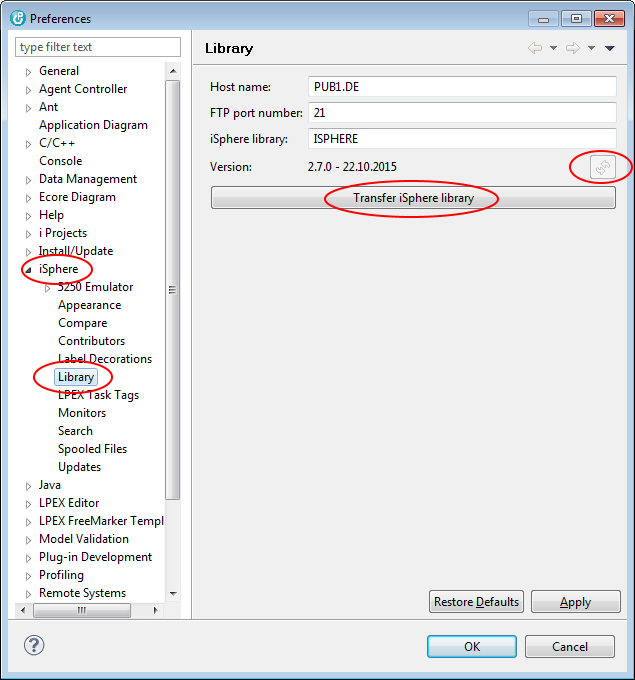 Preferences
type filter text
General
Agent Controller
Ant
Application Diagram
C/C++
Console
Data Management
Ecore Diagram
Help
i Projects
Install/Update
iSphere
5250 Emulator
Appearance
Compare
Contributors
Label Decorations
Library
LPEX Task Tags
Monitors
Search
Spooled Files
Updates
Java
LPEX Editor
LPEX FreeMarker Templ
Model Validation
Plug-in Development
Profiling
Remote Systems
Library
Host name: PUB1.DE
FTP port number: 21
iSphere library: ISPHERE
Version: 2.7.0 - 22.10.2015
Transfer iSphere library
Restore Defaults Apply
? OK Cancel